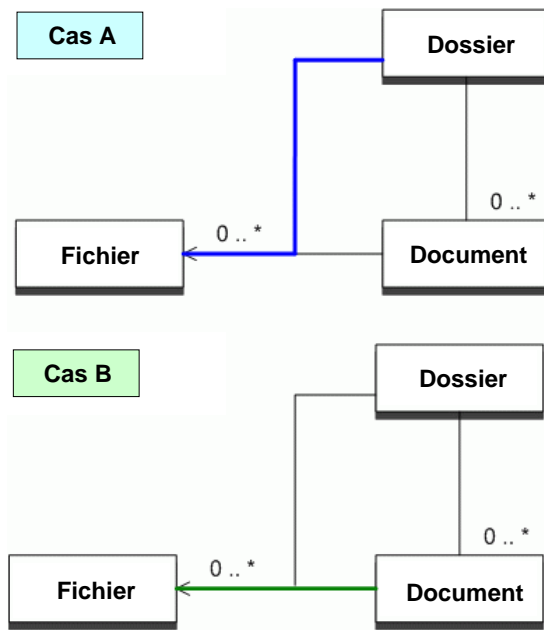 Cas A
Dossier
0 .. *
0 .. *
Fichier
Document
Cas B
Dossier
0 .. *
0 .. *
Fichier
Document